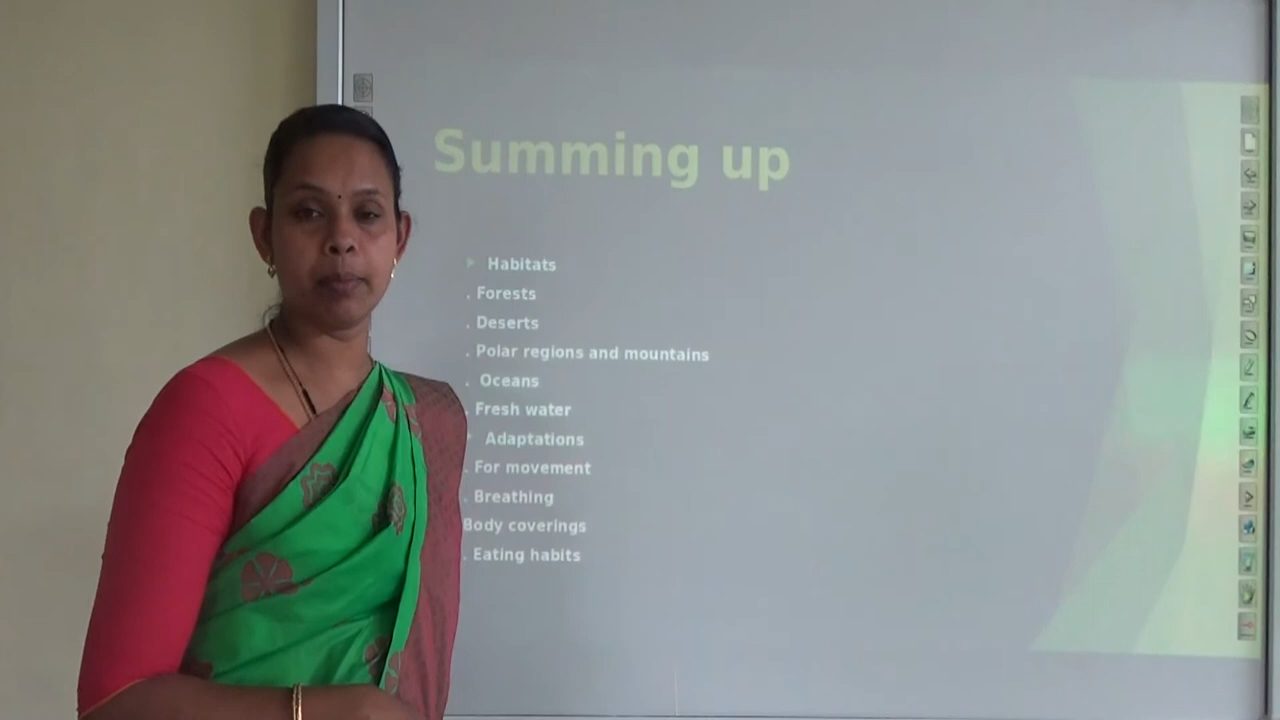 Summing up
Habitats
. Forests
. Deserts
. Polar regions and mountains
. Oceans
. Fresh water
Adaptations
. For movement
. Breathing
Body coverings
. Eating habits